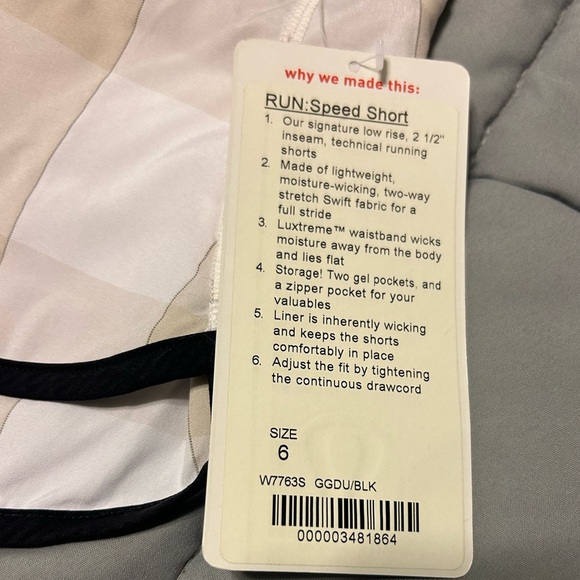 why we made this:
RUN:Speed Short
1. Our signature low rise, 2 1/2"
inseam, technical running
shorts
2. Made of lightweight,
moisture-wicking, two-way
stretch Swift fabric for a
full stride
3. Luxtreme™ waistband wicks
moisture away from the body
and lies flat
4. Storage! Two gel pockets, and
a zipper pocket for your
valuables
5. Liner is inherently wicking
and keeps the shorts
comfortably in place
6. Adjust the fit by tightening
the continuous drawcord
SIZE
6
W7763S GGDU/BLK
000003481864